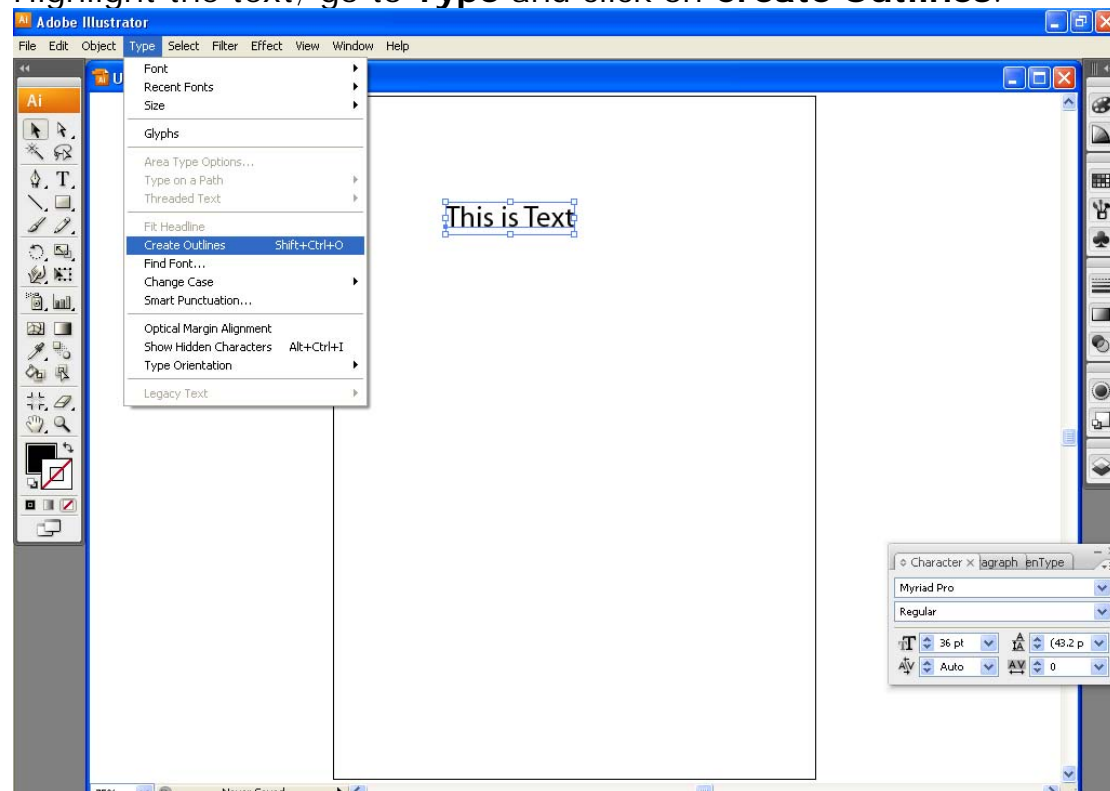 Highlight the text, go to Type and click on Create Outlines.
Adobe Illustrator
File Edit Object Type Select Filter Effect View Window Help
Ai
U
Font
Recent Fonts
Size
Glyphs
Area Type Options...
Type on a Path
Threaded Text
Fit Headline
Create Outlines Shift+Ctrl+O
Find Font...
Change Case
Smart Punctuation...
Optical Margin Alignment
Show Hidden Characters Alt+Ctrl+I
Type Orientation
Legacy Text
This is Text
Character × agraph enType
Myriad Pro
Regular
36 pt (43.2 p
Auto 0
Never Saved